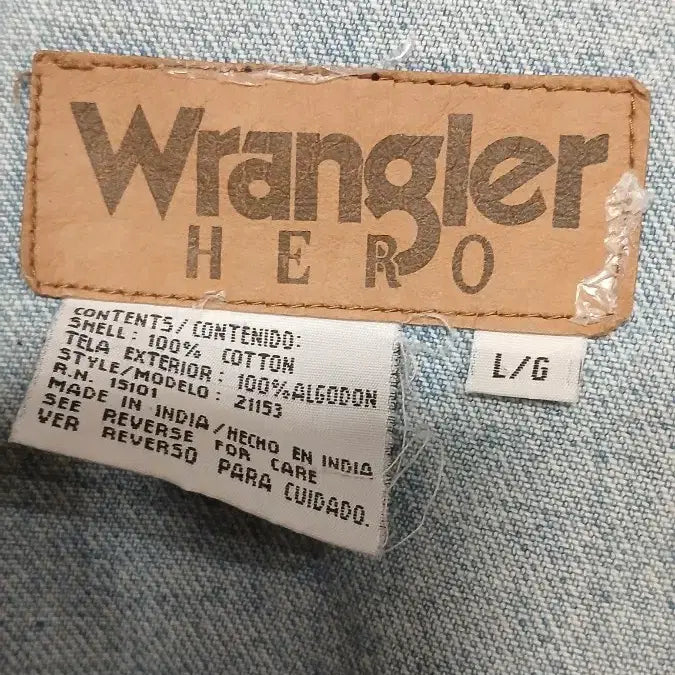 Wrangler
HERO
L/G
CONTENTS/CONTENIDO:
SHELL: 100% COTTON
TELA EXTERIOR: 100%ALGODON
STYLE/MODELO: 21153
R.N. 15101
MADE IN INDIA/HECHO EN INDIA
SEE REVERSE FOR CARE
VER REVERSO PARA CUIDADO.